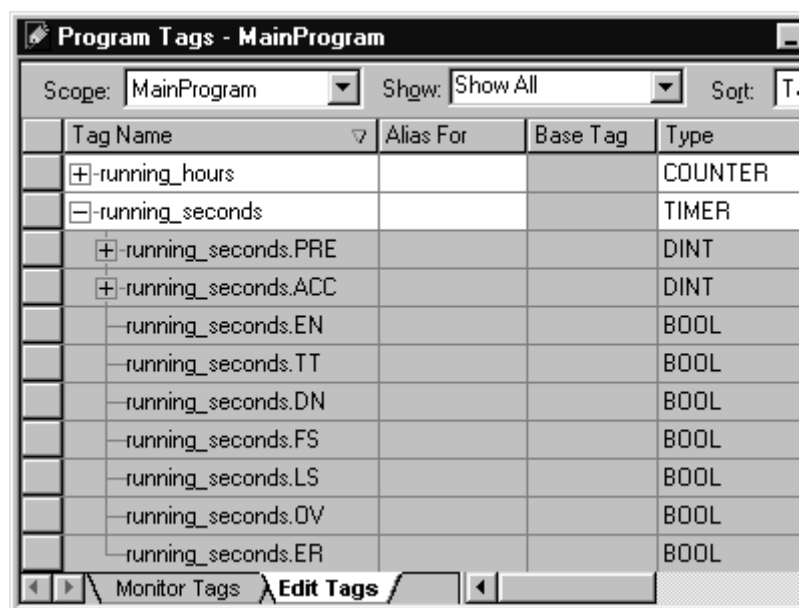 Program Tags - MainProgram
Scope: MainProgram Show: Show All Sort:
Tag Name Alias For Base Tag Type
running_hours COUNTER
running_seconds TIMER
running_seconds.PRE DINT
running_seconds.ACC DINT
running_seconds.EN BOOL
running_seconds.TT BOOL
running_seconds.DN BOOL
running_seconds.FS BOOL
running_seconds.LS BOOL
running_seconds.OV BOOL
running_seconds.ER BOOL
Monitor Tags Edit Tags